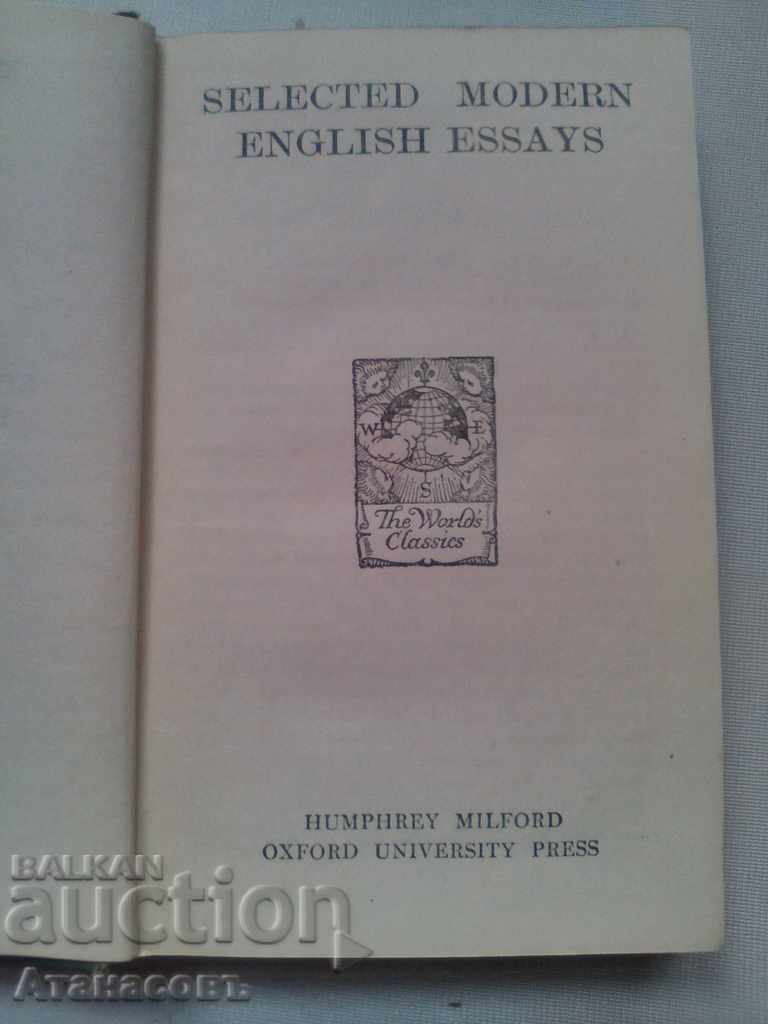 SELECTED MODERN
ENGLISH ESSAYS
W E
S
The World's
Classics
HUMPHREY MILFORD
OXFORD UNIVERSITY PRESS
BALKAN
auction
Атанасовъ